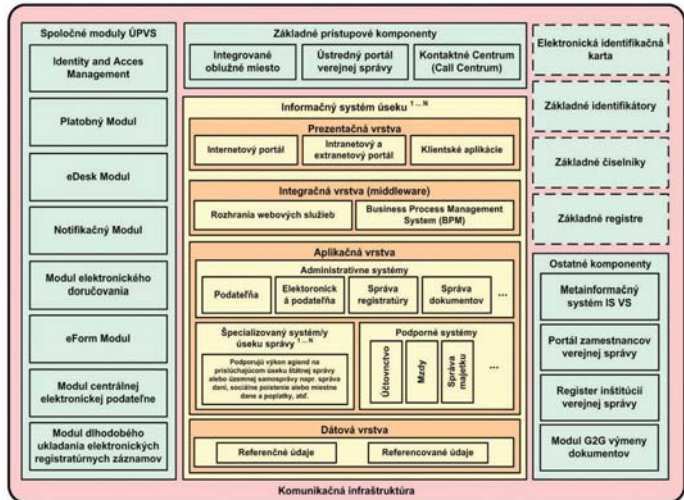 Spoločné moduly ÚPVS
Identity and Acces
Management
Platobný Modul
eDesk Modul
Notifikačný Modul
Modul elektronického
doručovania
eForm Modul
Modul centrálnej
elektronickej podateľne
Modul dlhodobého
ukladania elektronických
registratúrnych záznamov
Základné prístupové komponenty
Integrované
oblužné miesto
Ústredný portál
verejnej správy
Kontaktné Centrum
(Call Centrum)
Informačný systém úseku 1 ... N
Prezentačná vrstva
Internetový portál
Intranetový a
extranetový portál
Klientské aplikácie
Integračná vrstva (middleware)
Rozhrania webových služieb
Business Process Management
System (BPM)
Aplikačná vrstva
Administratívne systémy
Podateľňa
Elektoronick
á podateľňa
Správa
registratúry
Správa
dokumentov
...
Špecializovaný systém/y
úseku správy 1 ... N
Podporujú výkon agiend na
prislúchajúcom úseku štátnej správy
alebo územnej samosprávy napr. správa
daní, sociálne poistenie alebo miestne
dane a poplatky, atď.
Podporné systémy
Účtovníctvo
Mzdy
Správa
majetku
...
Dátová vrstva
Referenčné údaje
Referencované údaje
Elektronická identifikačná
karta
Základné identifikátory
Základné číselníky
Základné registre
Ostatné komponenty
Metainformačný
systém IS VS
Portál zamestnancov
verejnej správy
Register inštitúcií
verejnej správy
Modul G2G výmeny
dokumentov
Komunikačná infraštruktúra